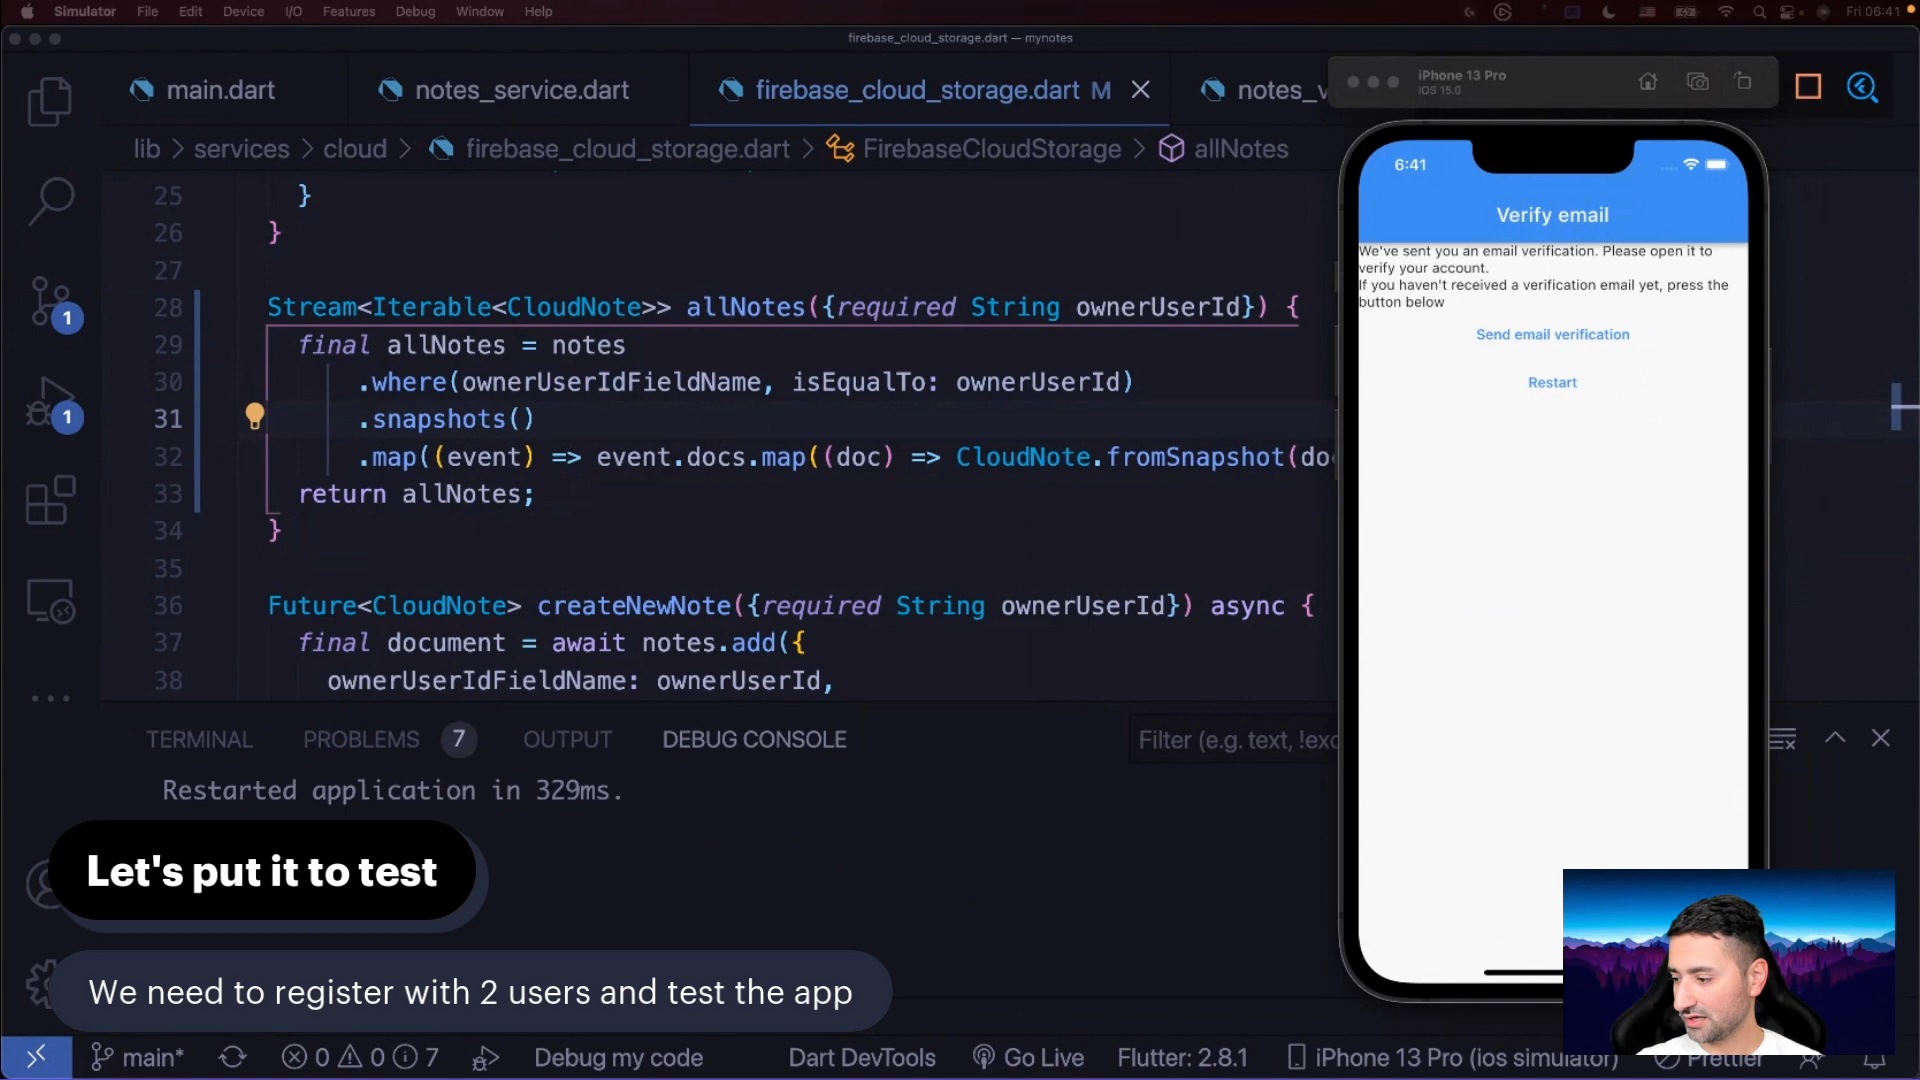 Simulator File Edit Device I/O Features Debug Window Help Fri 06:41
firebase_cloud_storage.dart — mynotes
main.dart notes_service.dart firebase_cloud_storage.dart M notes_v
iPhone 13 Pro
iOS 15.0
lib > services > cloud > firebase_cloud_storage.dart > FirebaseCloudStorage > allNotes
25 }
26 }
27
28 Stream<Iterable<CloudNote>> allNotes({required String ownerUserId}) {
29 final allNotes = notes
30 .where(ownerUserIdFieldName, isEqualTo: ownerUserId)
31 .snapshots()
32 .map((event) => event.docs.map((doc) => CloudNote.fromSnapshot(do
33 return allNotes;
34 }
35
36 Future<CloudNote> createNewNote({required String ownerUserId}) async {
37 final document = await notes.add({
38 ownerUserIdFieldName: ownerUserId,
1
1
6:41
Verify email
We've sent you an email verification. Please open it to
verify your account.
If you haven't received a verification email yet, press the
button below
Send email verification
Restart
TERMINAL PROBLEMS 7 OUTPUT DEBUG CONSOLE Filter (e.g. text, !exc
Restarted application in 329ms.
Let's put it to test
We need to register with 2 users and test the app
main* 0 0 7 Debug my code Dart DevTools Go Live Flutter: 2.8.1 iPhone 13 Pro (ios simulator) Prettier